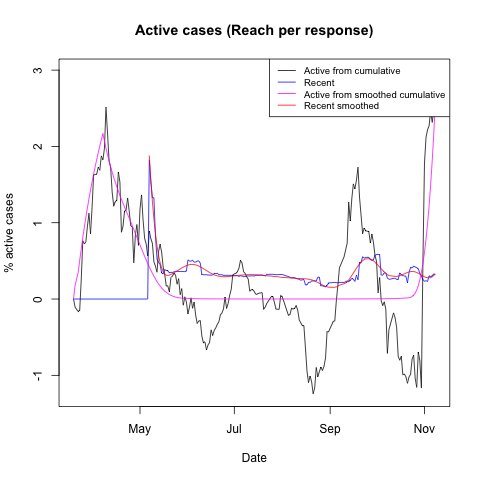 Active cases (Reach per response)
Active from cumulative
Recent
Active from smoothed cumulative
Recent smoothed
% active cases
3
2
1
0
-1
May
Jul
Sep
Nov
Date